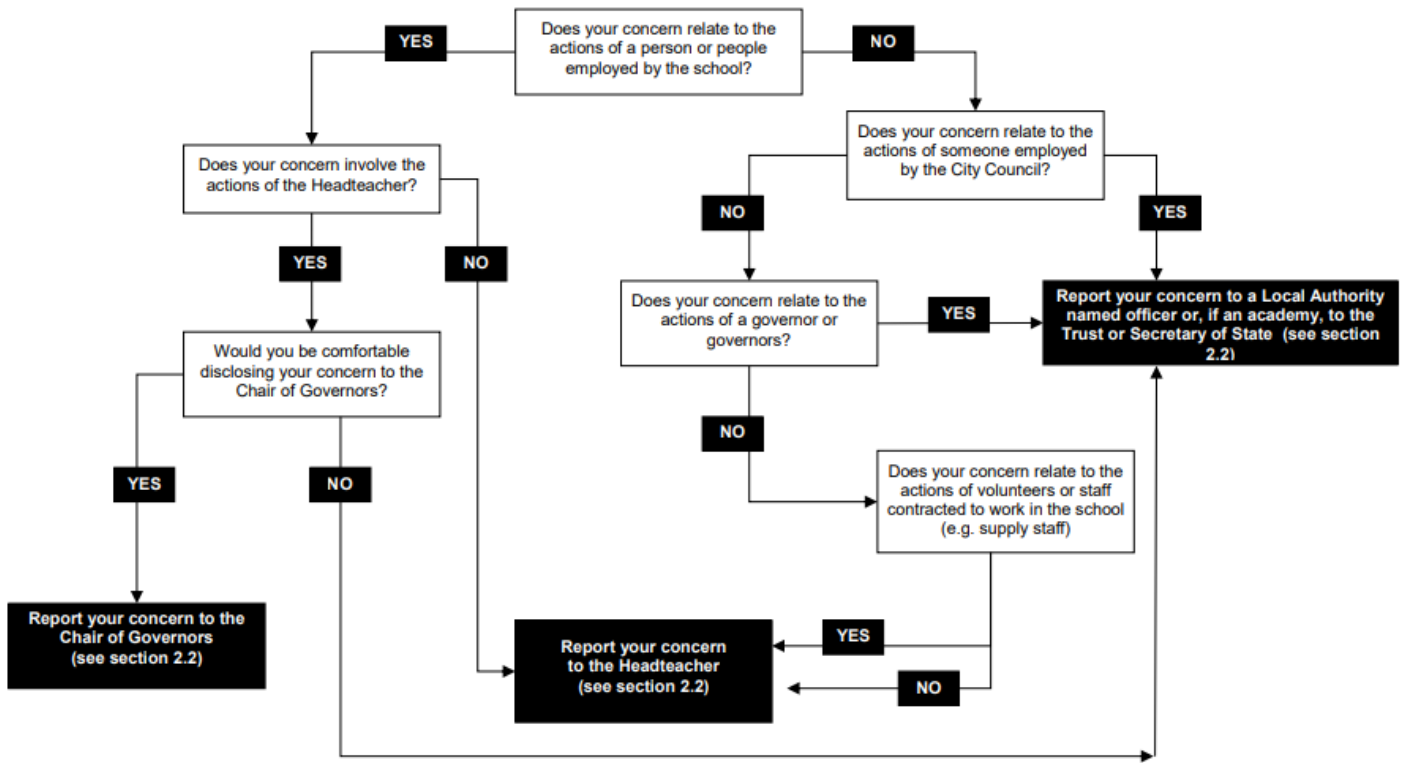 Does your concern relate to the
actions of a person or people
employed by the school?
YES
NO
Does your concern relate to the
actions of someone employed
by the City Council?
Does your concern involve the
actions of the Headteacher?
NO
YES
YES
NO
Does your concern relate to the
actions of a governor or
governors?
YES
Report your concern to a Local Authority
named officer or, if an academy, to the
Trust or Secretary of State (see section
2.2)
Would you be comfortable
disclosing your concern to the
Chair of Governors?
NO
YES
NO
Does your concern relate to the
actions of volunteers or staff
contracted to work in the school
(e.g. supply staff)
Report your concern to the
Chair of Governors
(see section 2.2)
Report your concern
to the Headteacher
(see section 2.2)
YES
NO